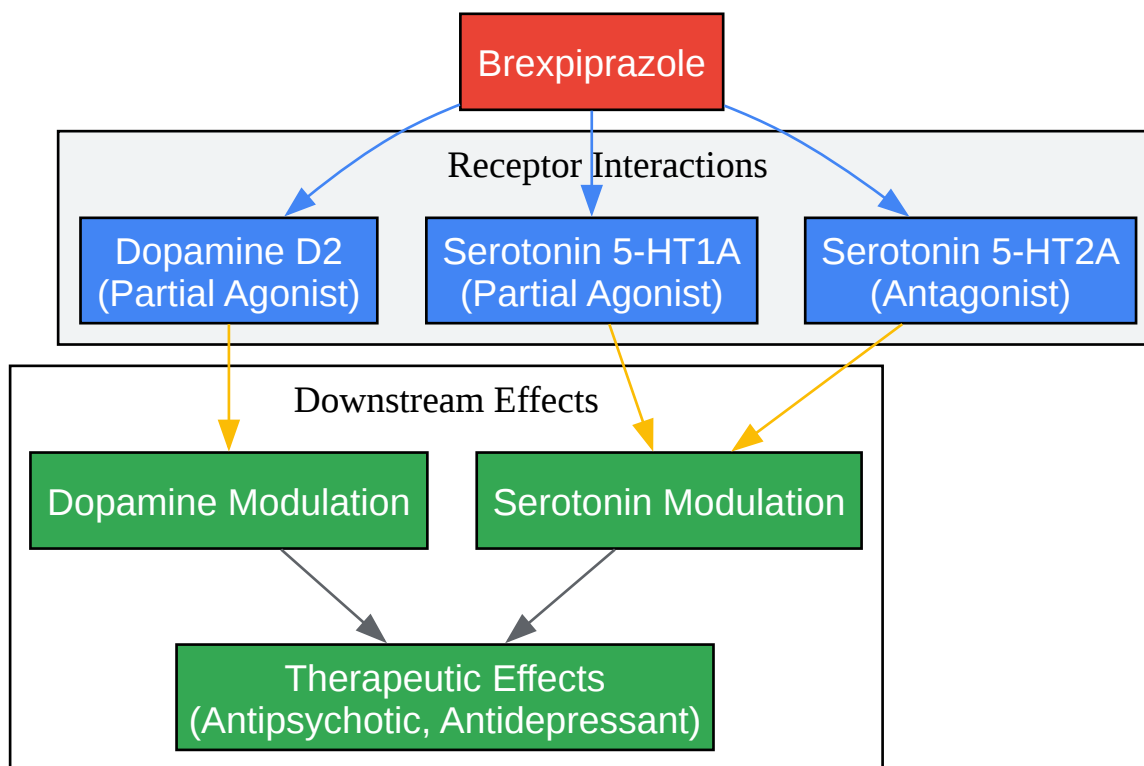 Brexpiprazole
Receptor Interactions
Dopamine D2
(Partial Agonist)
Serotonin 5-HT1A
(Partial Agonist)
Serotonin 5-HT2A
(Antagonist)
Downstream Effects
Dopamine Modulation
Serotonin Modulation
Therapeutic Effects
(Antipsychotic, Antidepressant)